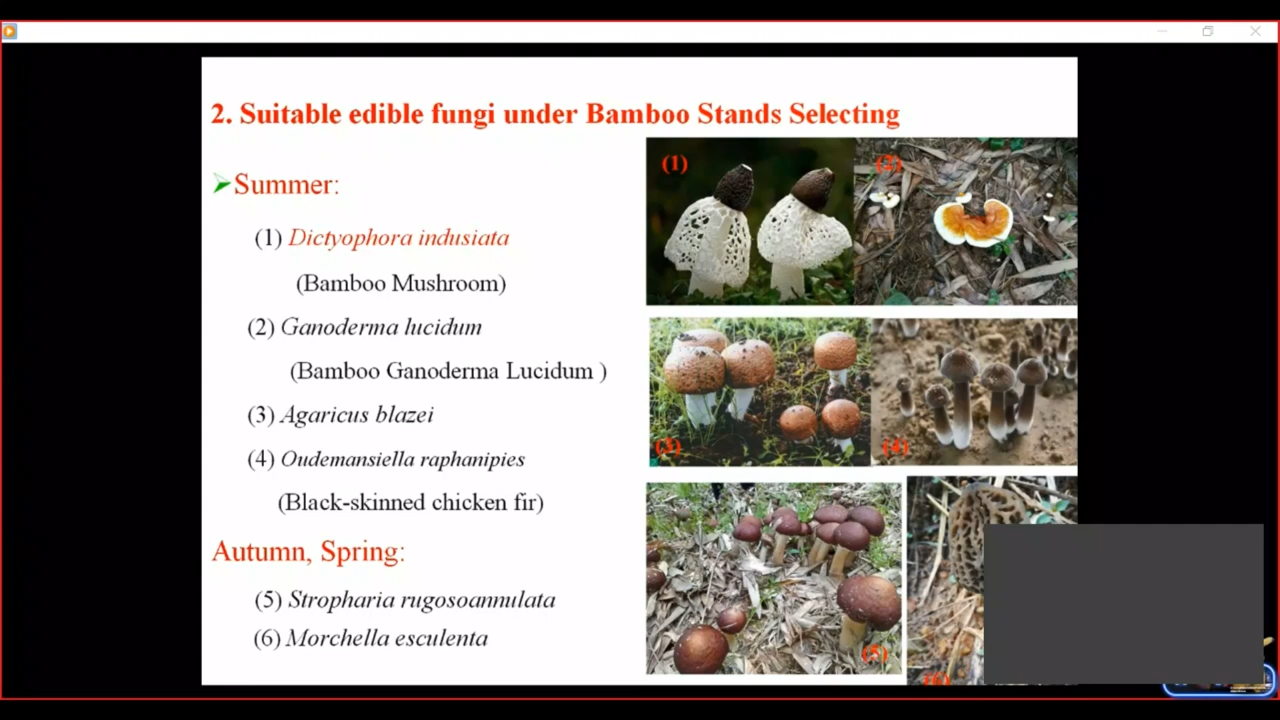 2. Suitable edible fungi under Bamboo Stands Selecting
Summer:
(1) Dictyophora indusiata
(Bamboo Mushroom)
(2) Ganoderma lucidum
(Bamboo Ganoderma Lucidum )
(3) Agaricus blazei
(4) Oudemansiella raphanipies
(Black-skinned chicken fir)
Autumn, Spring:
(5) Stropharia rugosoannulata
(6) Morchella esculenta
(1)
(2)
(3)
(4)
(5)
(6)